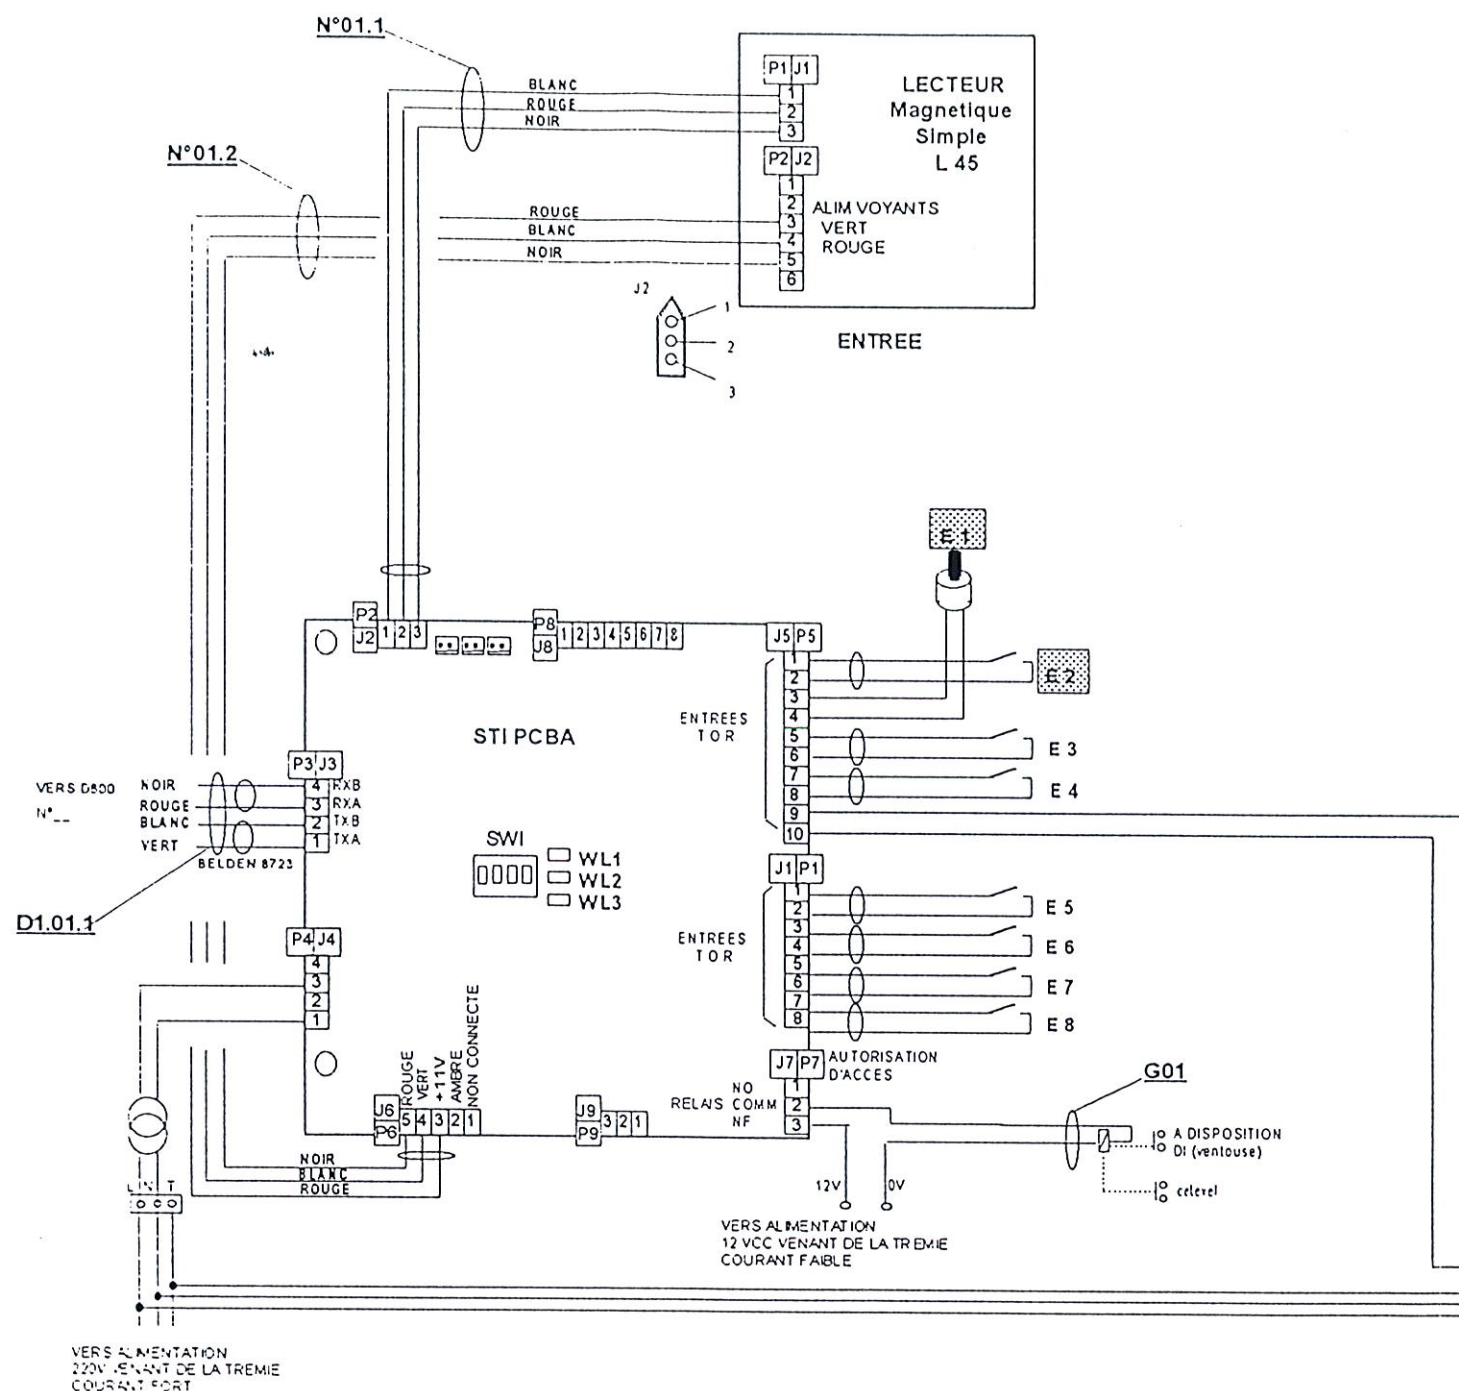 N°01.1
P1 J1
1
2
3
LECTEUR
Magnetique
Simple
L 45
BLANC
ROUGE
NOIR
N°01.2
P2 J2
1
2
3
4
5
6
ALIM VOYANTS
VERT
ROUGE
ROUGE
BLANC
NOIR
J2
1
2
3
ENTREE
E 1
P2
J2
1 2 3
P8
J8
1 2 3 4 5 6 7 8
J5 P5
1
2
3
4
5
6
7
8
9
10
ENTREES
TOR
E 2
E 3
E 4
STI PCBA
P3 J3
4 RXB
3 RXA
2 TXB
1 TXA
VERS D600
N°__
NOIR
ROUGE
BLANC
VERT
BELDEN 8723
D1.01.1
SWI
WL1
WL2
WL3
J1 P1
1
2
3
4
5
6
7
8
ENTREES
TOR
E 5
E 6
E 7
E 8
P4 J4
4
3
2
1
ROUGE
VERT
+11V
AMBRE
NON CONNECTE
J6
P6
5 4 3 2 1
J9
P9
3 2 1
J7 P7
AUTORISATION
D'ACCES
1
2
3
NO
RELAIS COMM
NF
G01
NOIR
BLANC
ROUGE
L N T
12V
0V
A DISPOSITION
DI (ventouse)
VERS ALIMENTATION
12 VCC VENANT DE LA TREMIE
COURANT FAIBLE
VERS ALIMENTATION
220V VENANT DE LA TREMIE
COURANT FORT